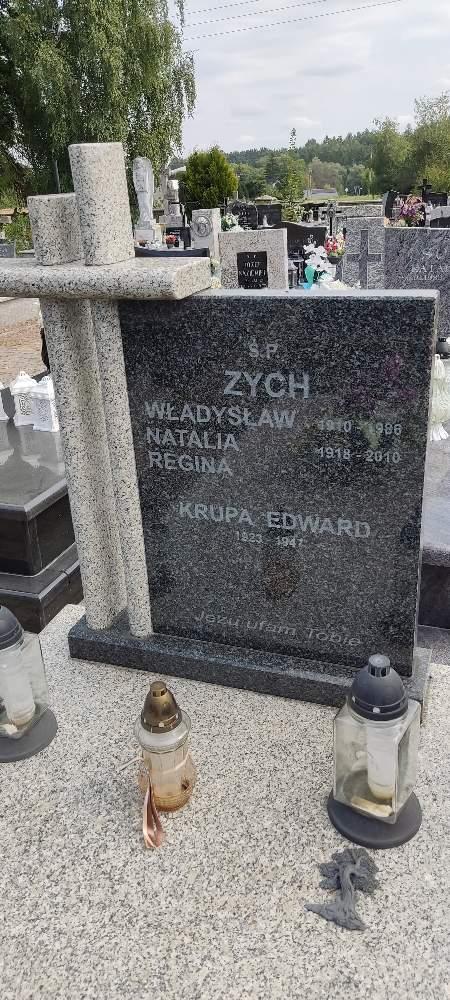 Ś.P.
ZYCH
WŁADYSŁAW 1910 - 1986
NATALIA 1918 - 2010
REGINA
KRUPA EDWARD
1923 - 1947
Jezu ufam Tobie